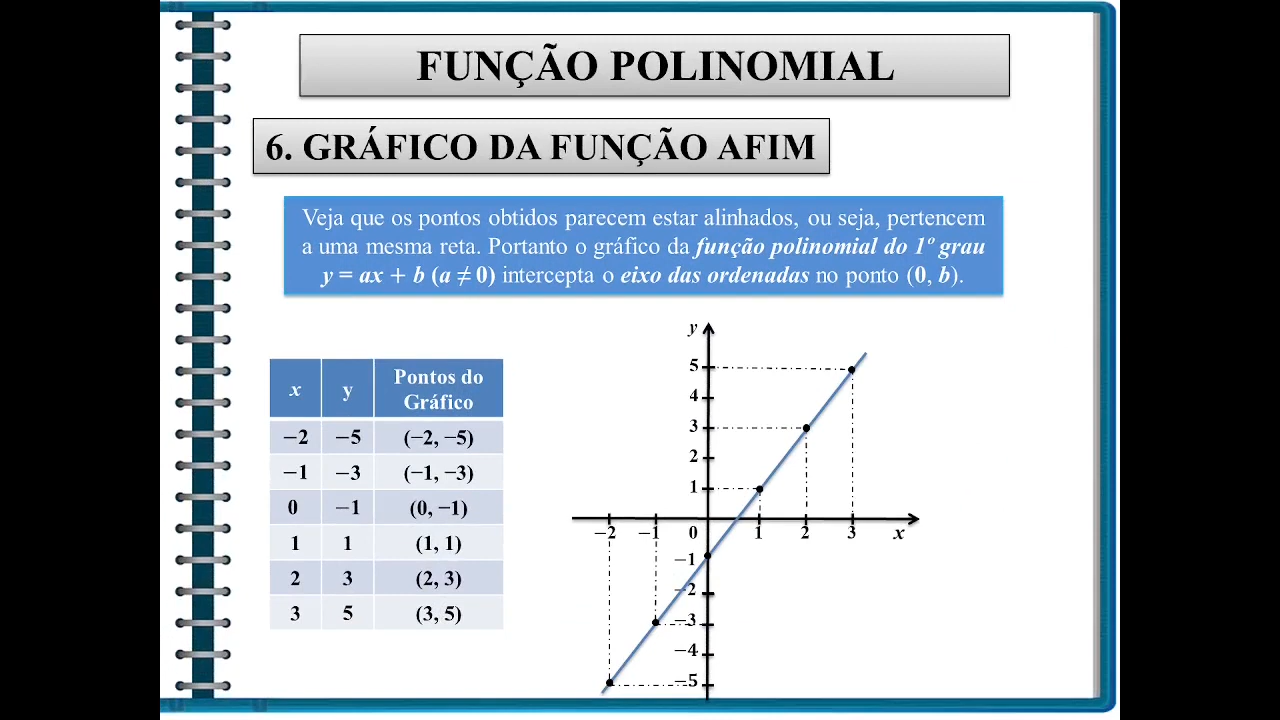 FUNÇÃO POLINOMIAL
6. GRÁFICO DA FUNÇÃO AFIM
Veja que os pontos obtidos parecem estar alinhados, ou seja, pertencem
a uma mesma reta. Portanto o gráfico da função polinomial do 1º grau
y = ax + b (a ≠ 0) intercepta o eixo das ordenadas no ponto (0, b).
x y Pontos do Gráfico
−2 −5 (−2, −5)
−1 −3 (−1, −3)
0 −1 (0, −1)
1 1 (1, 1)
2 3 (2, 3)
3 5 (3, 5)
y
5
4
3
2
1
−2 −1 0 1 2 3 x
−1
−2
−3
−4
−5